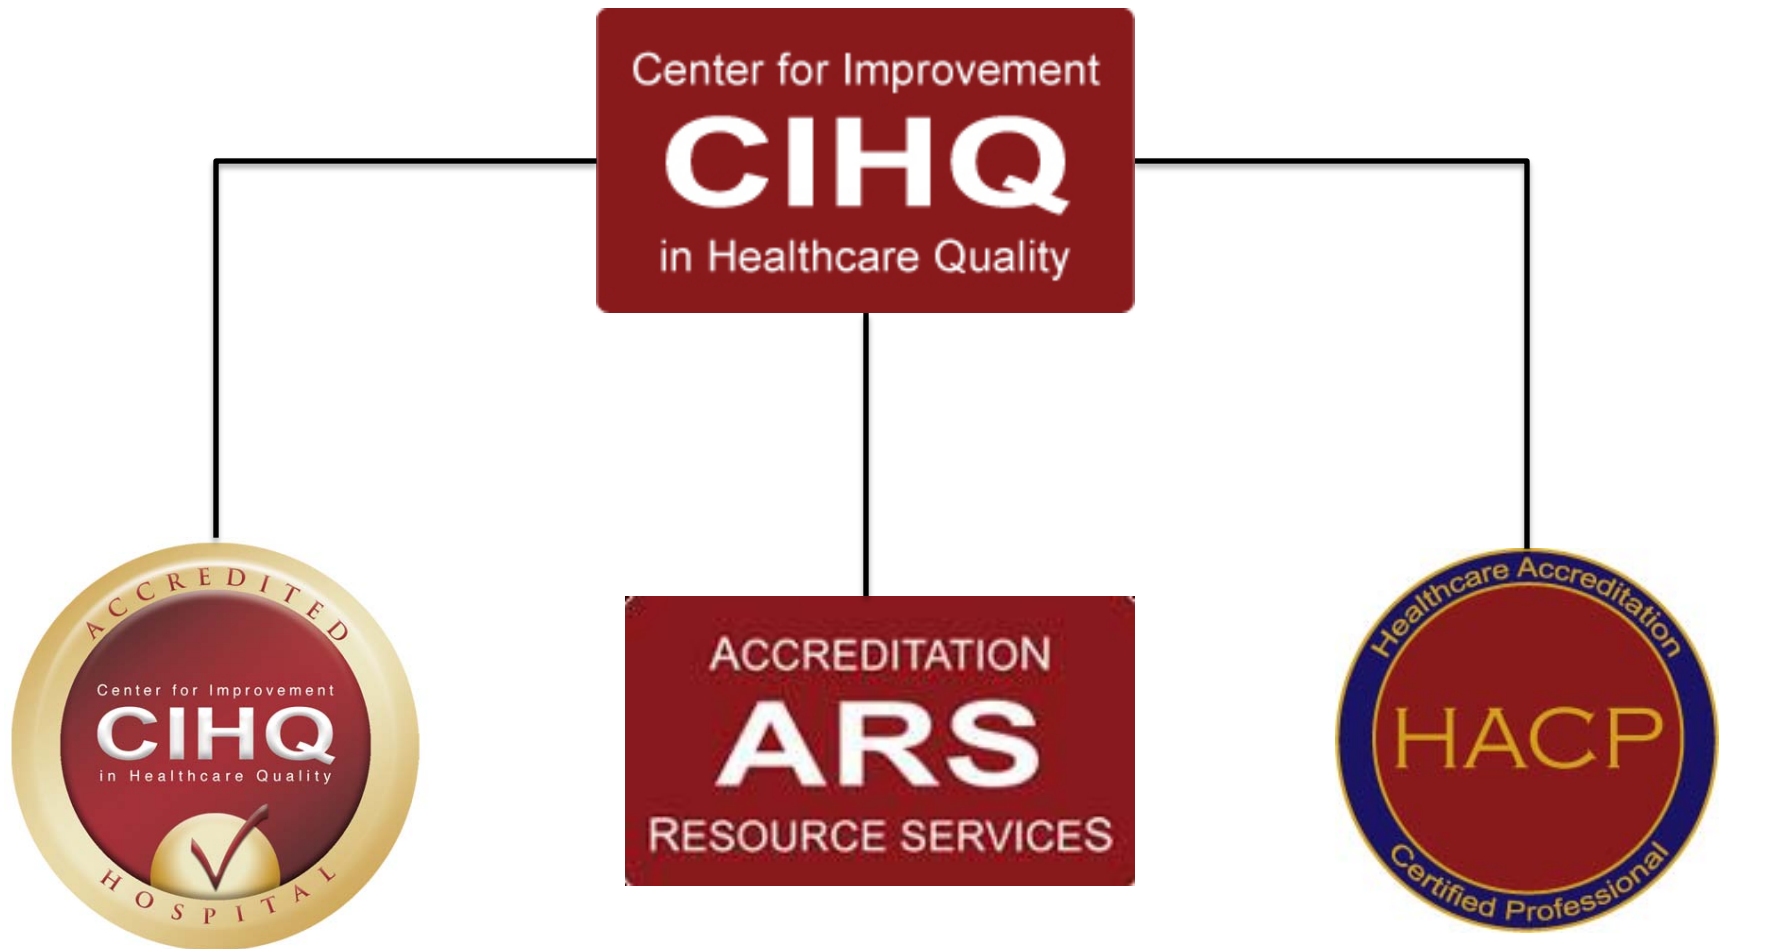 Center for Improvement
CIHQ
in Healthcare Quality
ACCREDITED
Center for Improvement
CIHQ
in Healthcare Quality
HOSPITAL
ACCREDITATION
ARS
RESOURCE SERVICES
Healthcare Accreditation
HACP
Certified Professional